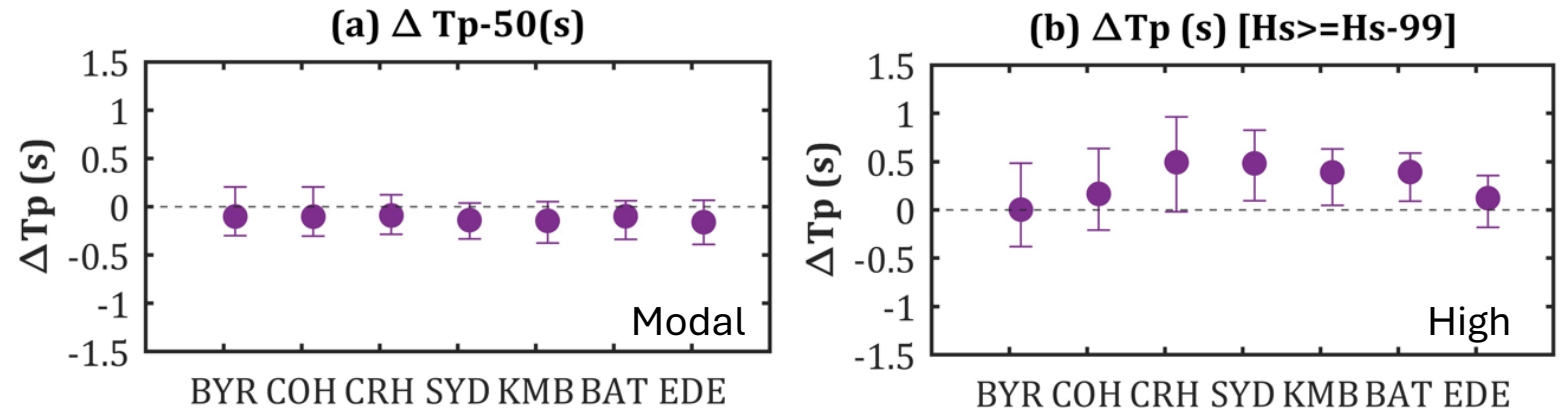 (a) Δ Tp-50(s)
1.5
1
0.5
0
-0.5
-1
-1.5
ΔTp (s)
Modal
BYR COH CRH SYD KMB BAT EDE
(b) ΔTp (s) [Hs>=Hs-99]
1.5
1
0.5
0
-0.5
-1
-1.5
ΔTp (s)
High
BYR COH CRH SYD KMB BAT EDE